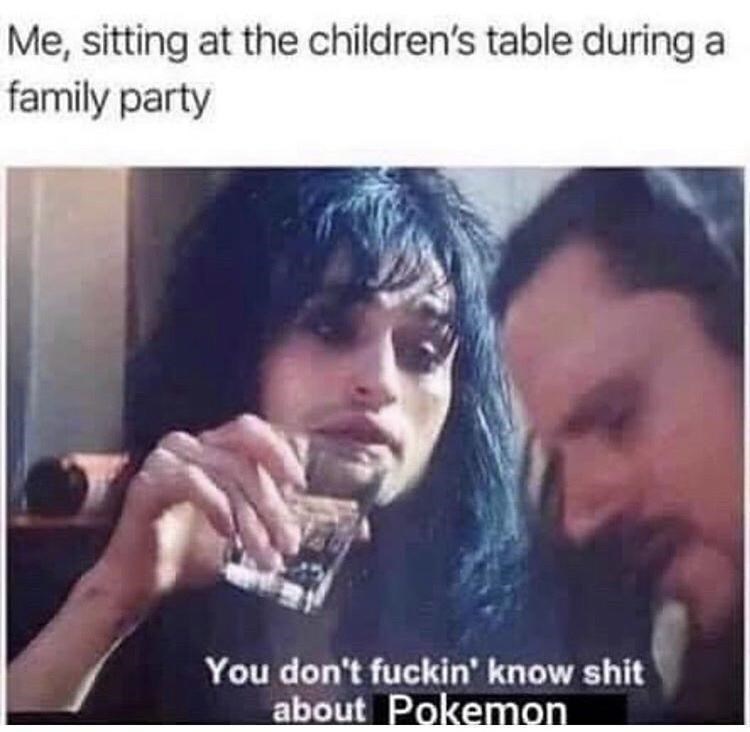 Me, sitting at the children's table during a
family party
You don't fuckin' know shit
about Pokemon